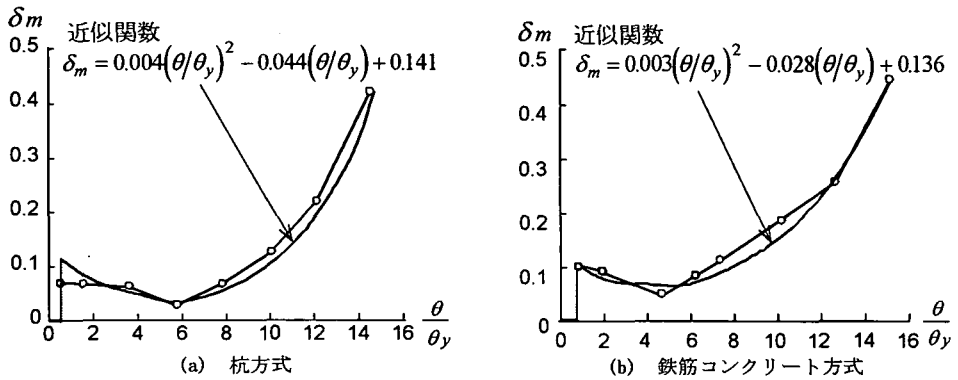 δm
近似関数
δm = 0.004(θ/θy)² − 0.044(θ/θy) + 0.141
0.5
0.4
0.3
0.2
0.1
0
0 2 4 6 8 10 12 14 16
θ
θy
(a) 杭方式
δm
近似関数
δm = 0.003(θ/θy)² − 0.028(θ/θy) + 0.136
0.5
0.4
0.3
0.2
0.1
0
0 2 4 6 8 10 12 14 16
θ
θy
(b) 鉄筋コンクリート方式